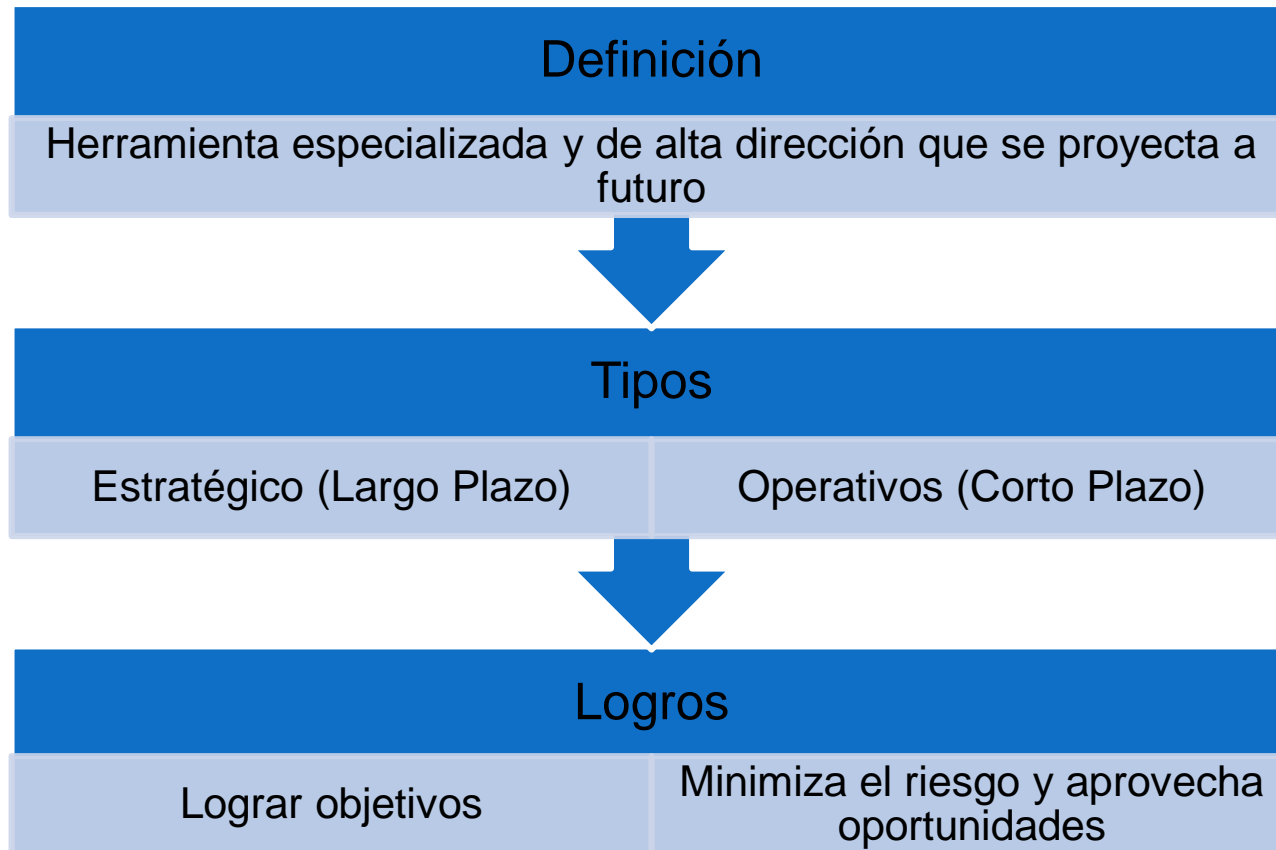 Definición
Herramienta especializada y de alta dirección que se proyecta a
futuro
Tipos
Estratégico (Largo Plazo)
Operativos (Corto Plazo)
Logros
Lograr objetivos
Minimiza el riesgo y aprovecha
oportunidades